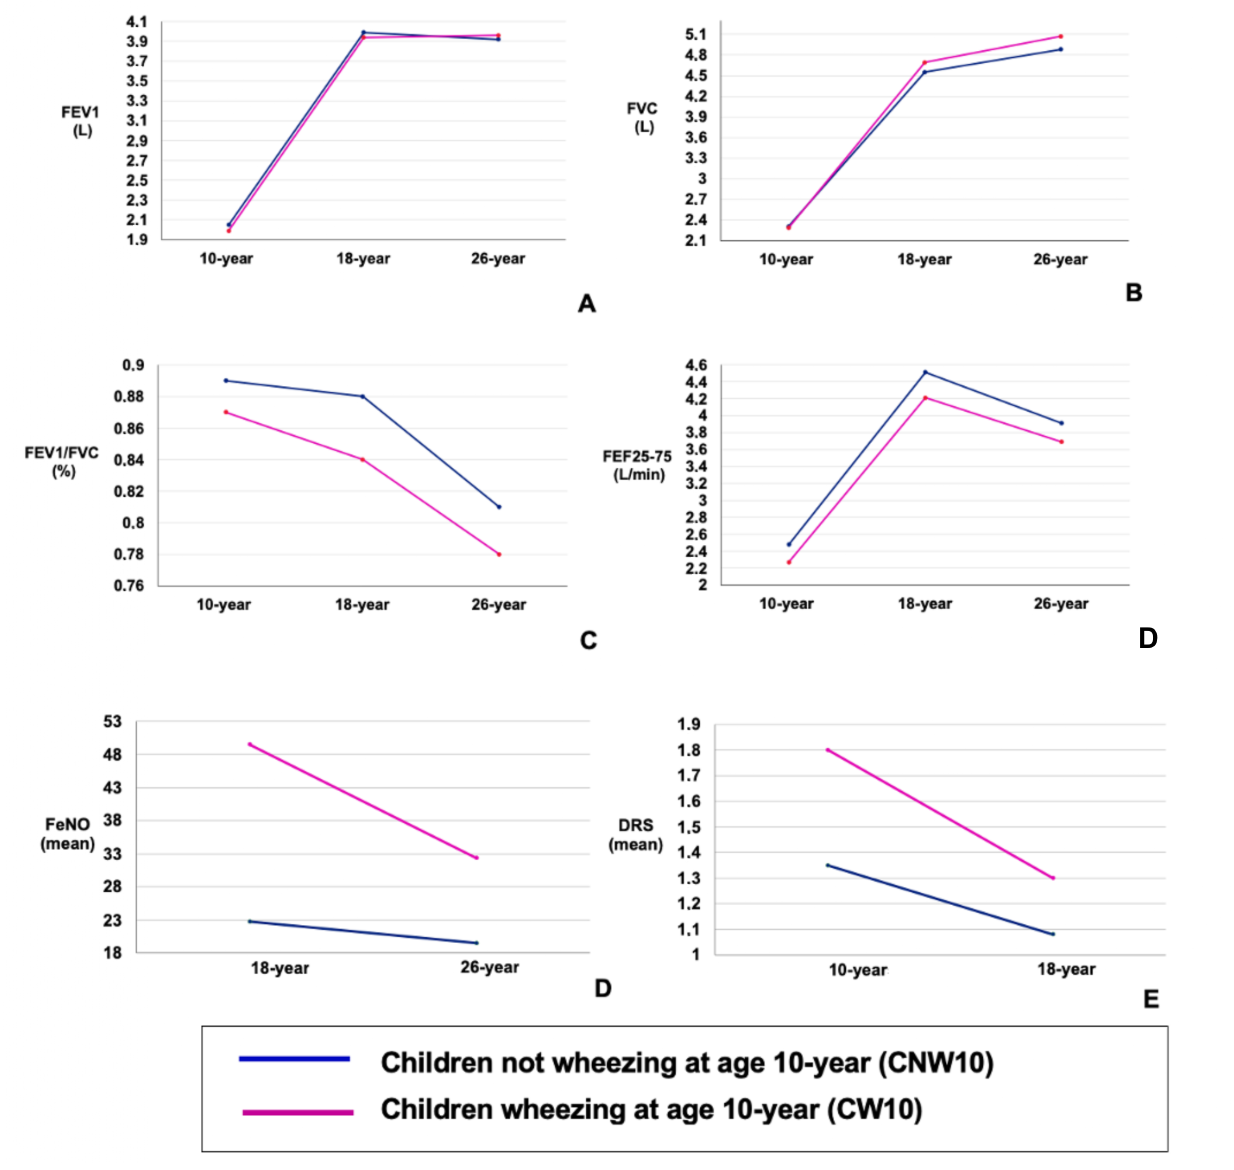 4.1
3.9
3.7
3.5
3.3
3.1
2.9
2.7
2.5
2.3
2.1
1.9
FEV1
(L)
10-year 18-year 26-year
A
5.1
4.8
4.5
4.2
3.9
3.6
3.3
3
2.7
2.4
2.1
FVC
(L)
10-year 18-year 26-year
B
0.9
0.88
0.86
0.84
0.82
0.8
0.78
0.76
FEV1/FVC
(%)
10-year 18-year 26-year
C
4.6
4.4
4.2
4
3.8
3.6
3.4
3.2
3
2.8
2.6
2.4
2.2
2
FEF25-75
(L/min)
10-year 18-year 26-year
D
53
48
43
38
33
28
23
18
FeNO
(mean)
18-year 26-year
D
1.9
1.8
1.7
1.6
1.5
1.4
1.3
1.2
1.1
1
DRS
(mean)
10-year 18-year
E
Children not wheezing at age 10-year (CNW10)
Children wheezing at age 10-year (CW10)